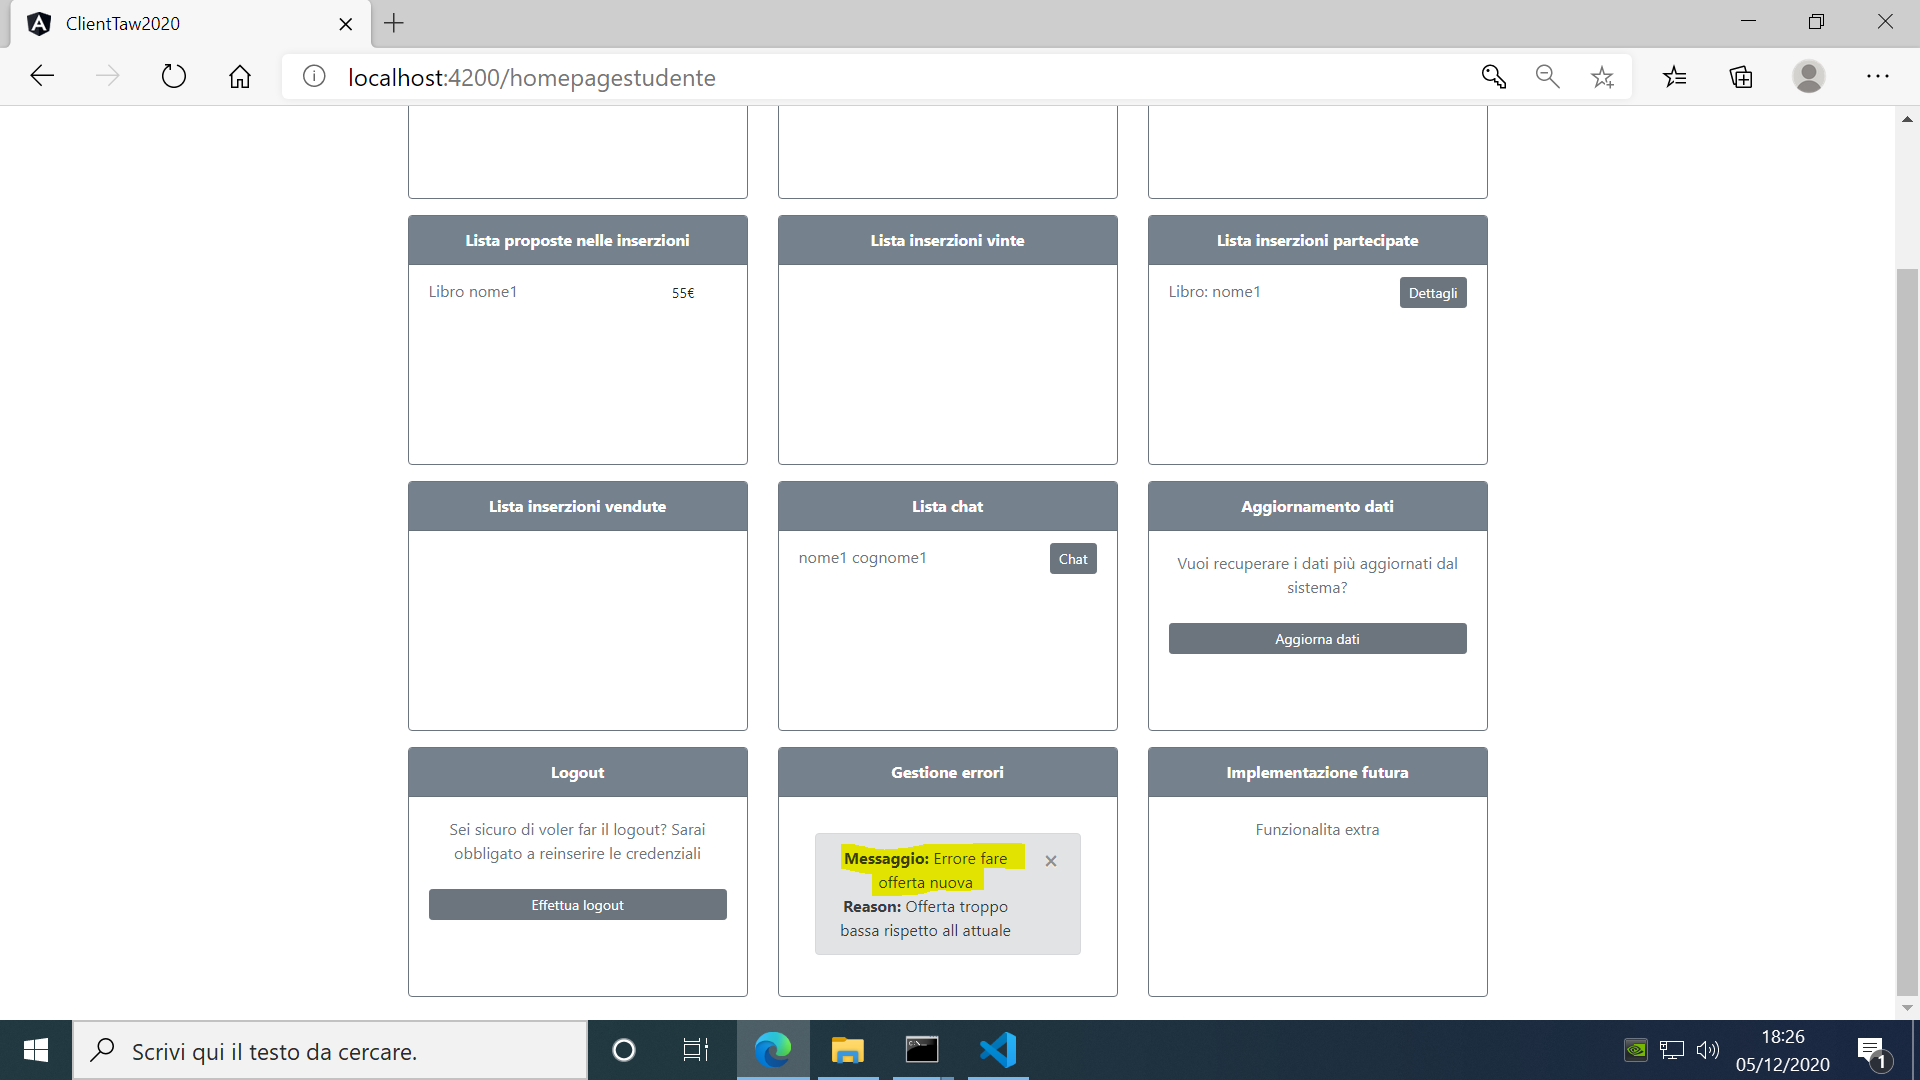 ClientTaw2020
localhost:4200/homepagestudente
Lista proposte nelle inserzioni
Libro nome1 55€
Lista inserzioni vinte
Lista inserzioni partecipate
Libro: nome1 Dettagli
Lista inserzioni vendute
Lista chat
nome1 cognome1 Chat
Aggiornamento dati
Vuoi recuperare i dati più aggiornati dal
sistema?
Aggiorna dati
Logout
Sei sicuro di voler far il logout? Sarai
obbligato a reinserire le credenziali
Effettua logout
Gestione errori
Messaggio: Errore fare
offerta nuova
Reason: Offerta troppo
bassa rispetto all attuale
Implementazione futura
Funzionalita extra
Scrivi qui il testo da cercare.
18:26
05/12/2020
1